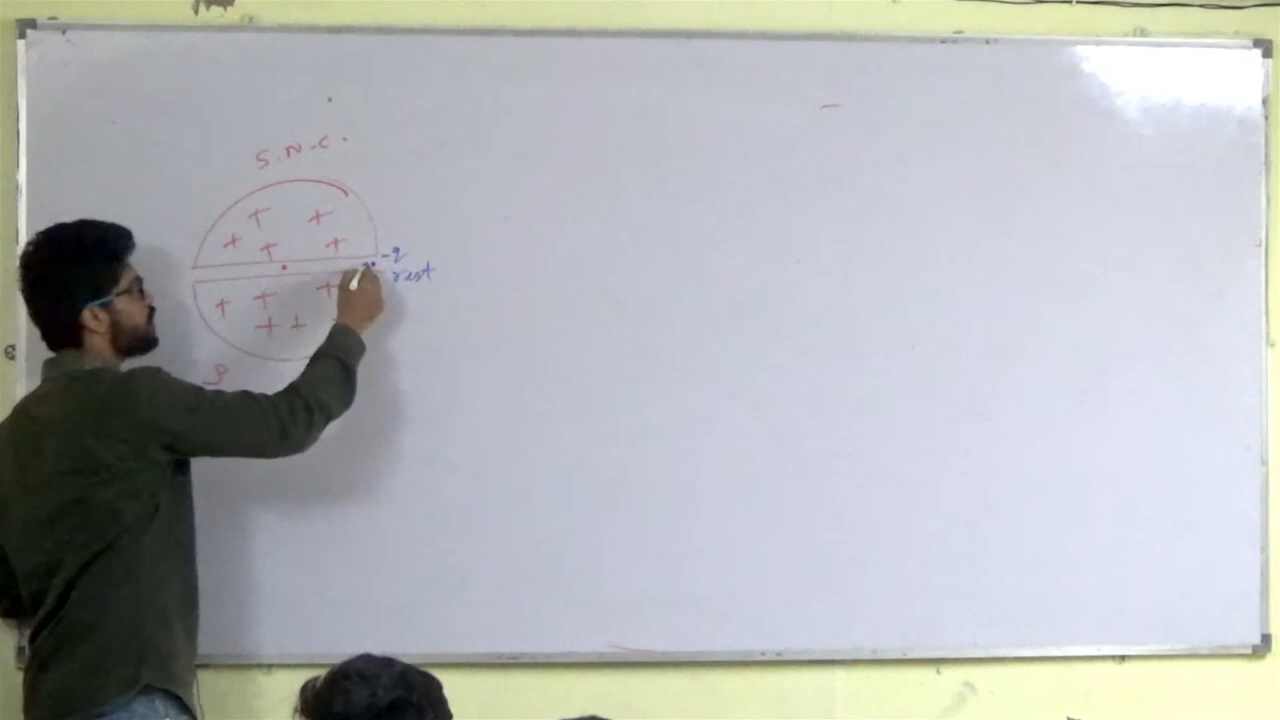 S.N.C.
+ +
+ + +
-q
rest
+ + +
+ +
ρ